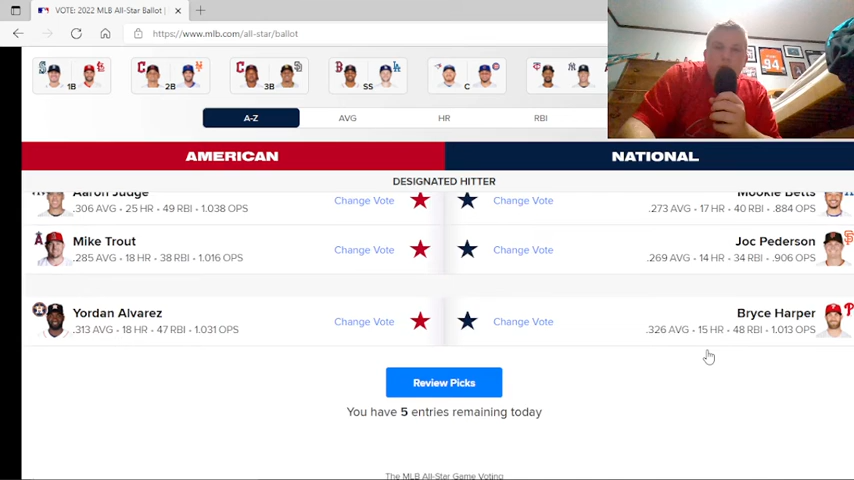 VOTE: 2022 MLB All-Star Ballot |
https://www.mlb.com/all-star/ballot
1B 2B 3B SS C
A-Z AVG HR RBI
AMERICAN NATIONAL
DESIGNATED HITTER
Aaron Judge Change Vote Change Vote Mookie Betts
.306 AVG • 25 HR • 49 RBI • 1.038 OPS .273 AVG • 17 HR • 40 RBI • .884 OPS
Mike Trout Change Vote Change Vote Joc Pederson
.285 AVG • 18 HR • 38 RBI • 1.016 OPS .269 AVG • 14 HR • 34 RBI • .906 OPS
Yordan Alvarez Change Vote Change Vote Bryce Harper
.313 AVG • 18 HR • 47 RBI • 1.031 OPS .326 AVG • 15 HR • 48 RBI • 1.013 OPS
Review Picks
You have 5 entries remaining today
The MLB All-Star Game Voting
94